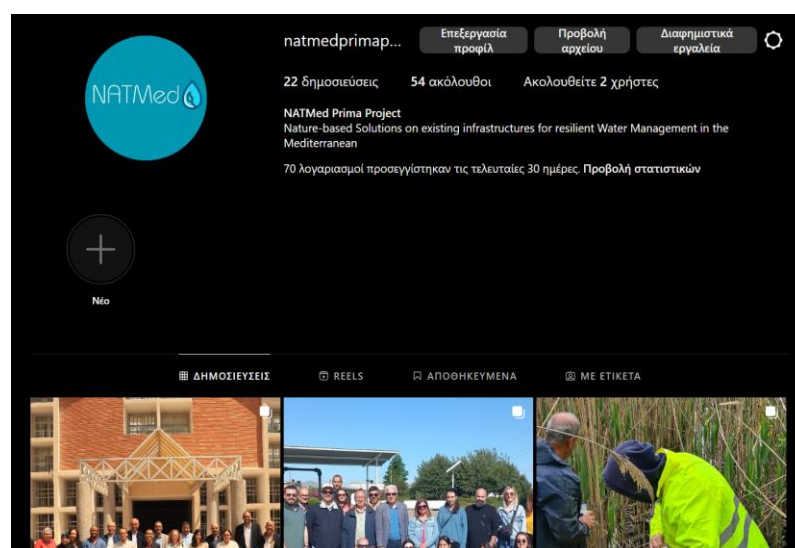 NATMed
natmedprimap...
Επεξεργασία
προφίλ
Προβολή
αρχείου
Διαφημιστικά
εργαλεία
22 δημοσιεύσεις
54 ακόλουθοι
Ακολουθείτε 2 χρήστες
NATMed Prima Project
Nature-based Solutions on existing infrastructures for resilient Water Management in the
Mediterranean
70 λογαριασμοί προσεγγίστηκαν τις τελευταίες 30 ημέρες. Προβολή στατιστικών
Νέο
ΔΗΜΟΣΙΕΥΣΕΙΣ
REELS
ΑΠΟΘΗΚΕΥΜΕΝΑ
ΜΕ ΕΤΙΚΕΤΑ